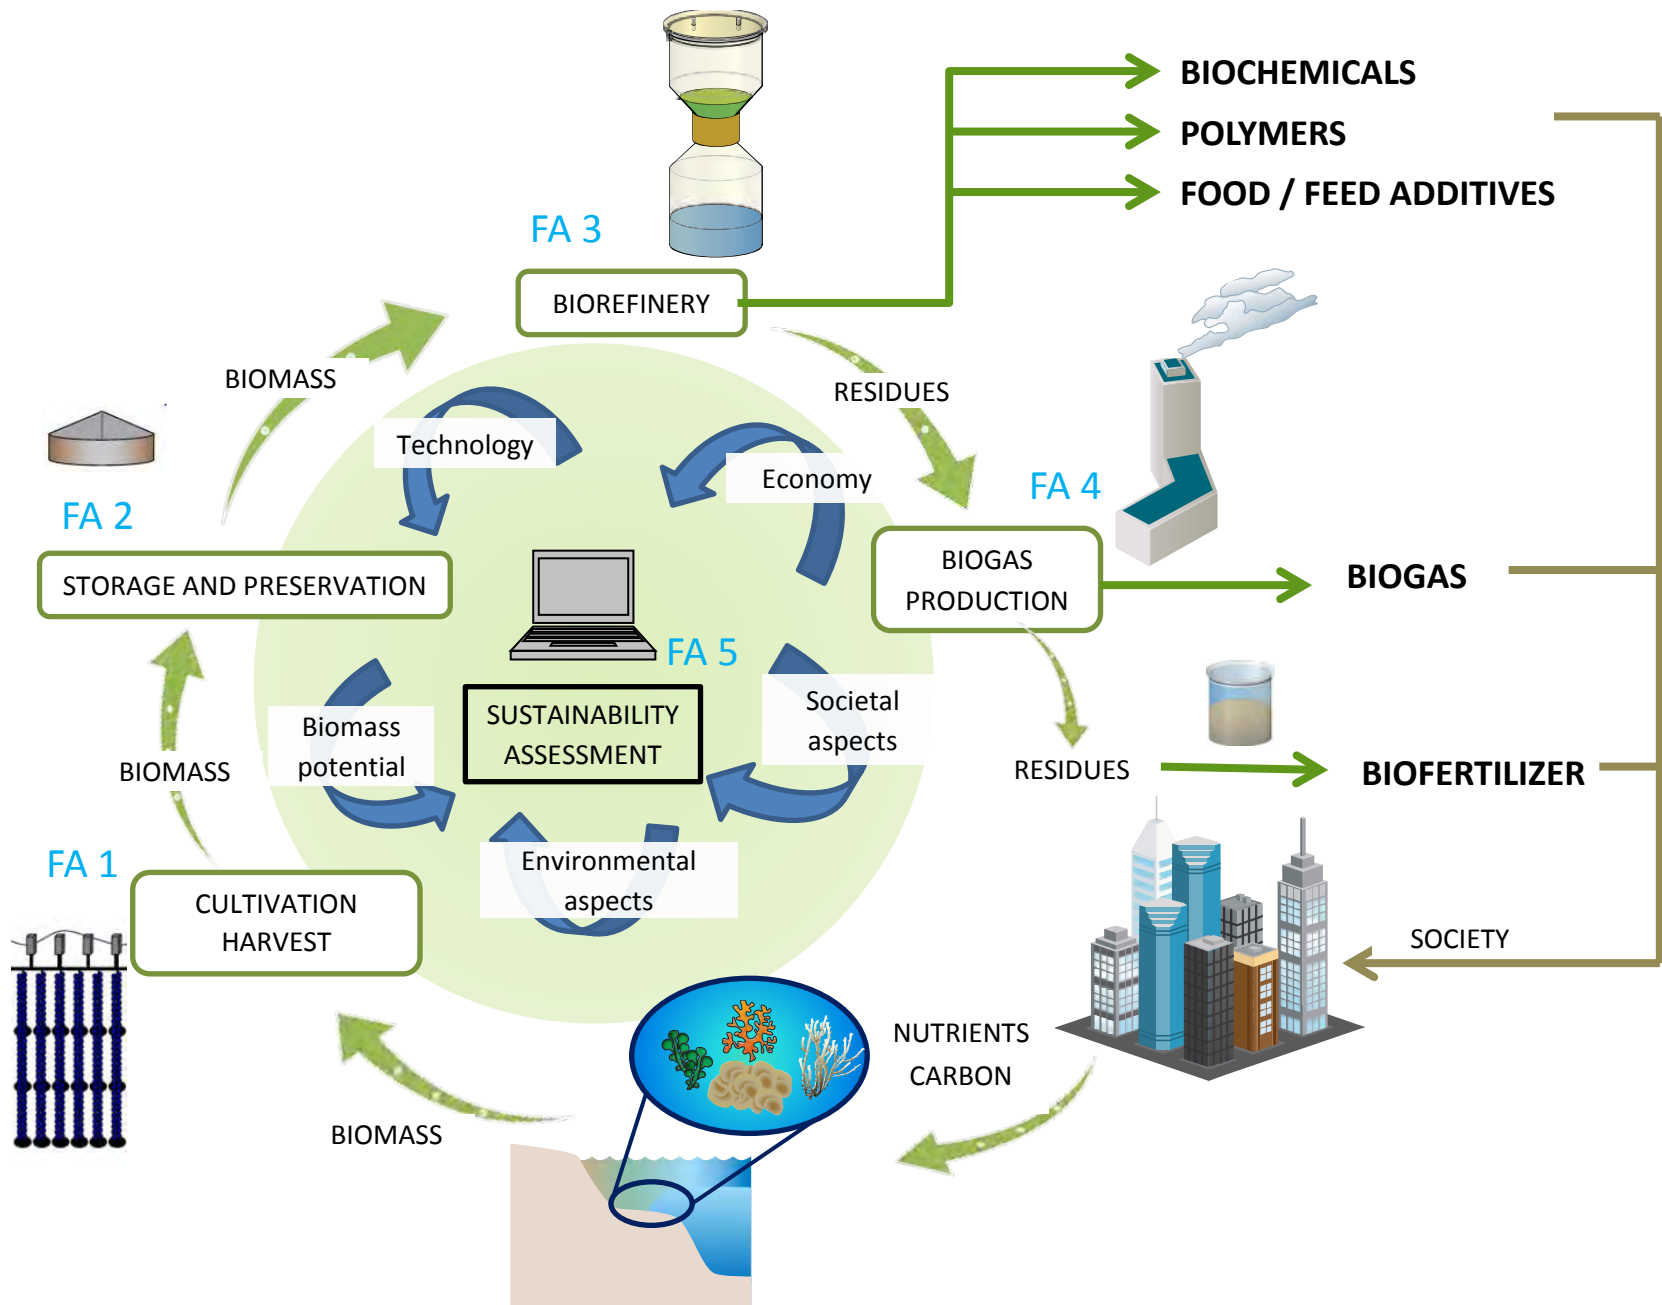 BIOCHEMICALS
POLYMERS
FOOD / FEED ADDITIVES
FA 3
BIOREFINERY
BIOMASS
RESIDUES
Technology
Economy
FA 2
FA 4
STORAGE AND PRESERVATION
BIOGAS
PRODUCTION
BIOGAS
FA 5
SUSTAINABILITY
ASSESSMENT
Societal
aspects
Biomass
potential
BIOMASS
RESIDUES
BIOFERTILIZER
FA 1
Environmental
aspects
CULTIVATION
HARVEST
SOCIETY
NUTRIENTS
CARBON
BIOMASS